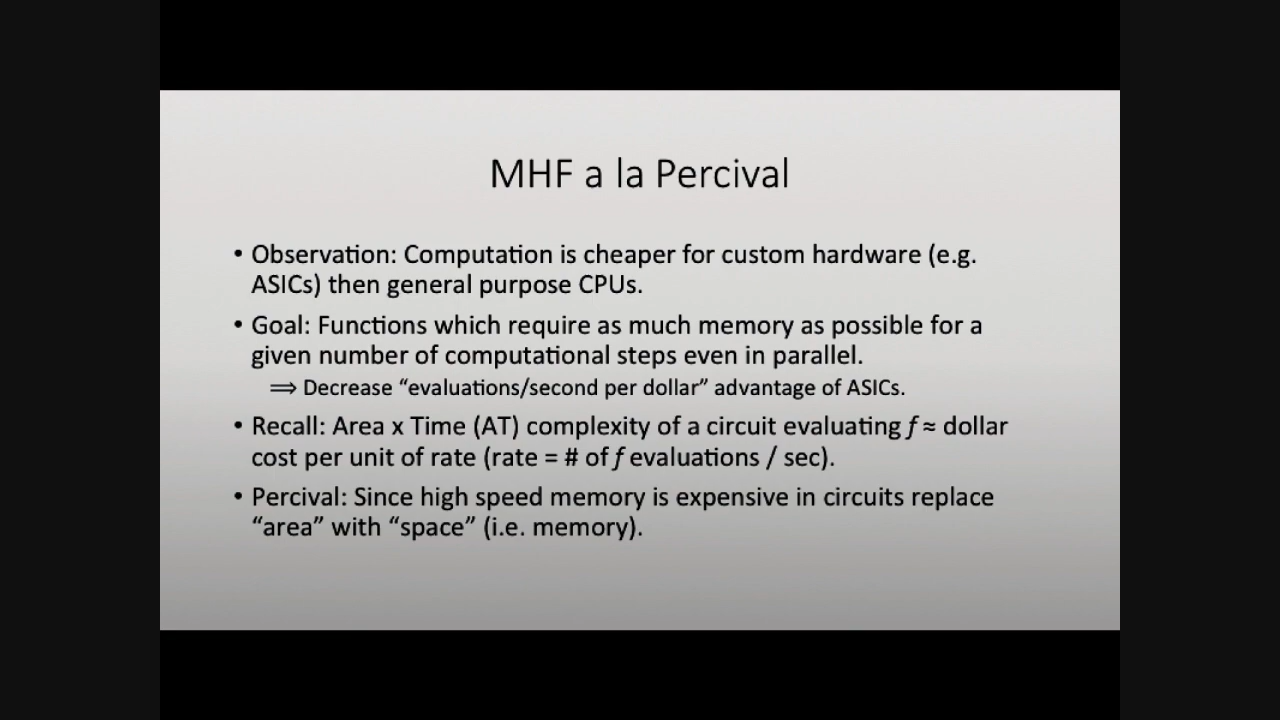 MHF a la Percival
• Observation: Computation is cheaper for custom hardware (e.g.
ASICs) then general purpose CPUs.
• Goal: Functions which require as much memory as possible for a
given number of computational steps even in parallel.
⟹ Decrease “evaluations/second per dollar” advantage of ASICs.
• Recall: Area x Time (AT) complexity of a circuit evaluating f ≈ dollar
cost per unit of rate (rate = # of f evaluations / sec).
• Percival: Since high speed memory is expensive in circuits replace
“area” with “space” (i.e. memory).